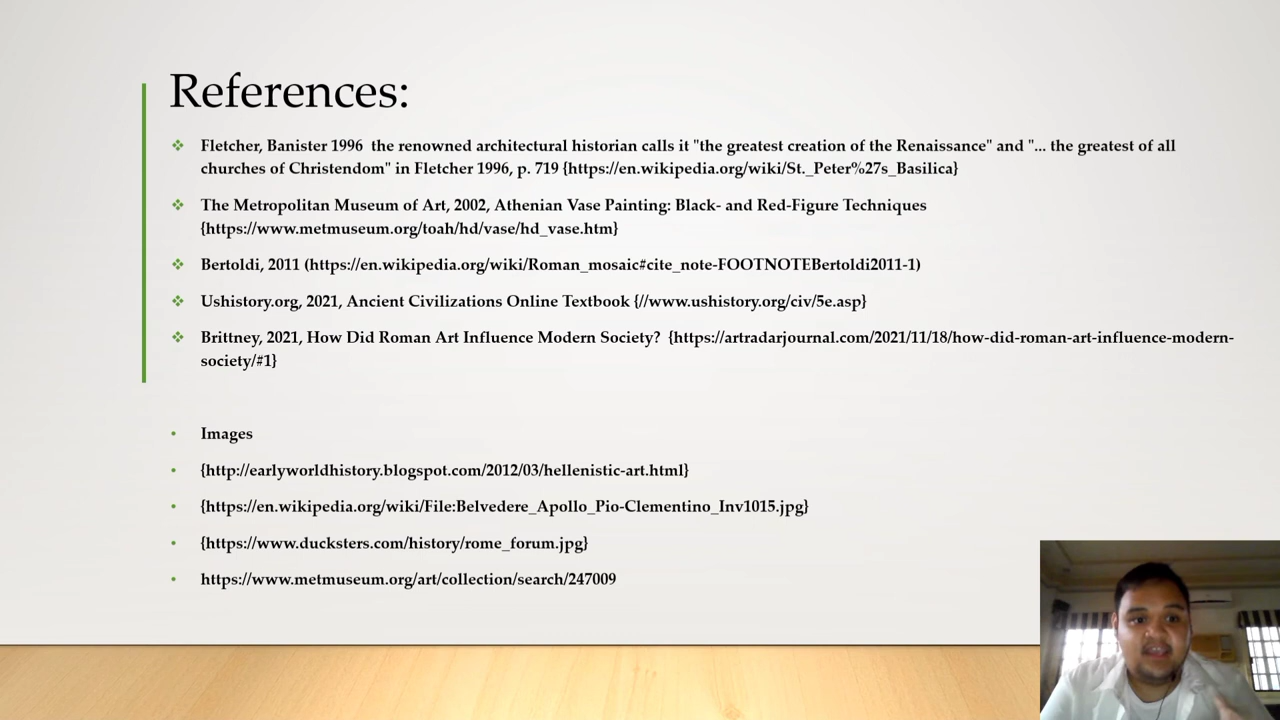 References:
Fletcher, Banister 1996  the renowned architectural historian calls it "the greatest creation of the Renaissance" and "... the greatest of all
churches of Christendom" in Fletcher 1996, p. 719 {https://en.wikipedia.org/wiki/St._Peter%27s_Basilica}
The Metropolitan Museum of Art, 2002, Athenian Vase Painting: Black- and Red-Figure Techniques
{https://www.metmuseum.org/toah/hd/vase/hd_vase.htm}
Bertoldi, 2011 (https://en.wikipedia.org/wiki/Roman_mosaic#cite_note-FOOTNOTEBertoldi2011-1)
Ushistory.org, 2021, Ancient Civilizations Online Textbook {//www.ushistory.org/civ/5e.asp}
Brittney, 2021, How Did Roman Art Influence Modern Society?  {https://artradarjournal.com/2021/11/18/how-did-roman-art-influence-modern-
society/#1}
Images
{http://earlyworldhistory.blogspot.com/2012/03/hellenistic-art.html}
{https://en.wikipedia.org/wiki/File:Belvedere_Apollo_Pio-Clementino_Inv1015.jpg}
{https://www.ducksters.com/history/rome_forum.jpg}
https://www.metmuseum.org/art/collection/search/247009